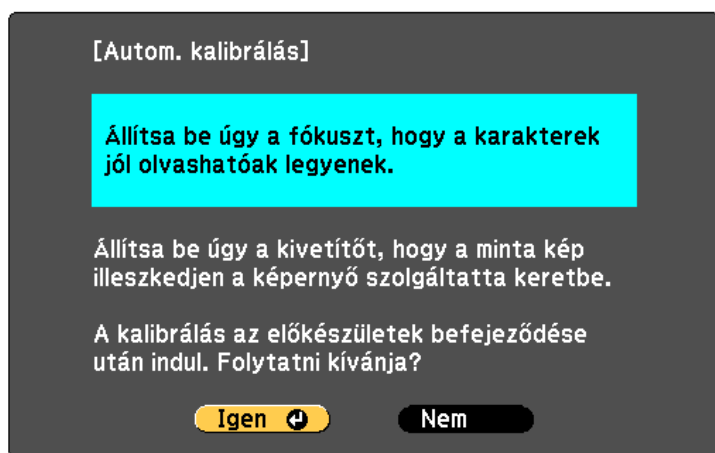 [Autom. kalibrálás]
Állítsa be úgy a fókuszt, hogy a karakterek
jól olvashatóak legyenek.
Állítsa be úgy a kivetítőt, hogy a minta kép
illeszkedjen a képernyő szolgáltatta keretbe.
A kalibrálás az előkészületek befejeződése
után indul. Folytatni kívánja?
Igen
Nem